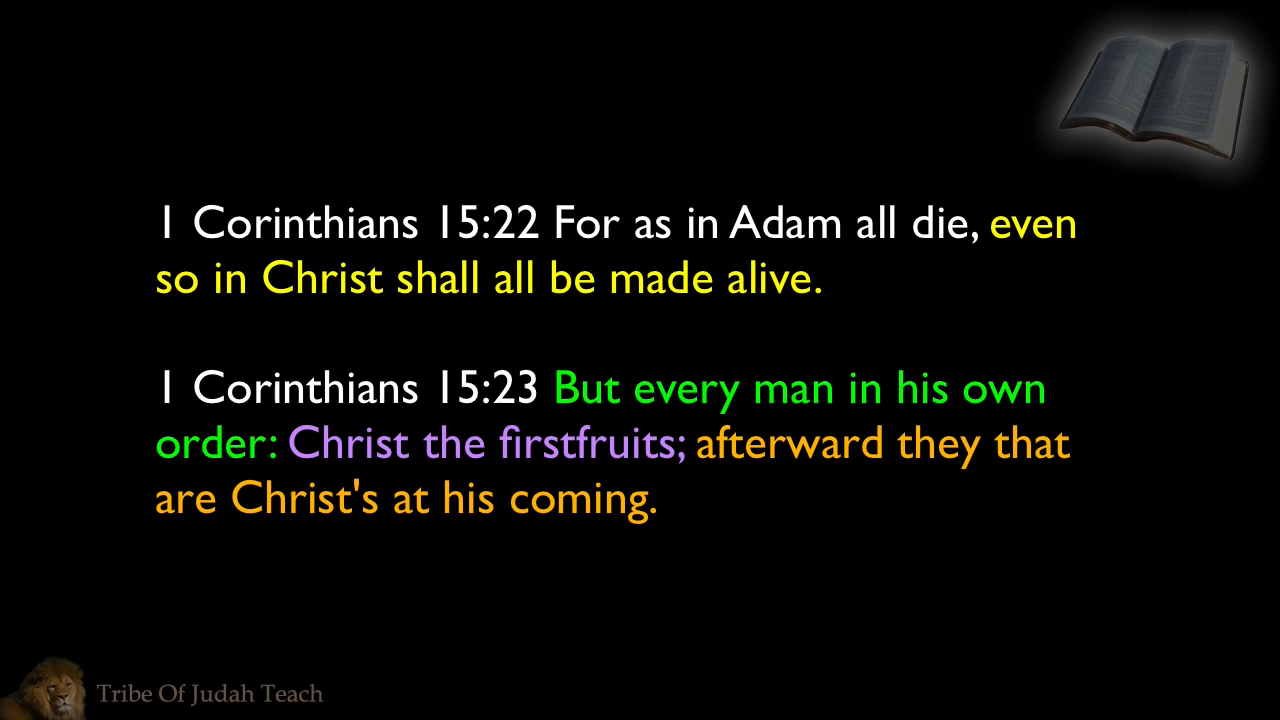 1 Corinthians 15:22 For as in Adam all die, even
so in Christ shall all be made alive.
1 Corinthians 15:23 But every man in his own
order: Christ the firstfruits; afterward they that
are Christ's at his coming.
Tribe Of Judah Teach